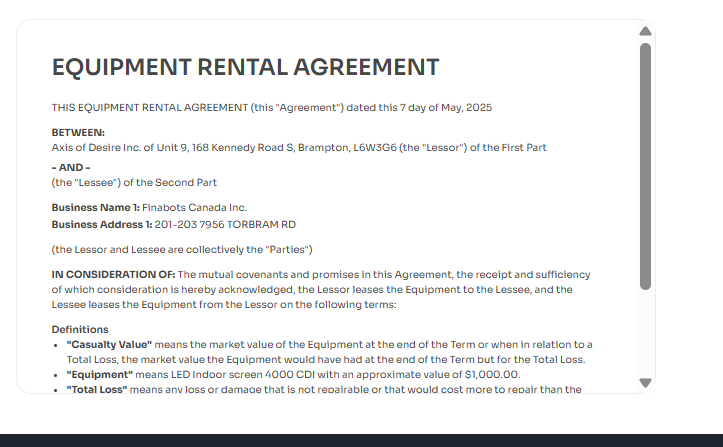 EQUIPMENT RENTAL AGREEMENT
THIS EQUIPMENT RENTAL AGREEMENT (this "Agreement") dated this 7 day of May, 2025
BETWEEN:
Axis of Desire Inc. of Unit 9, 168 Kennedy Road S, Brampton, L6W3G6 (the "Lessor") of the First Part
- AND -
(the "Lessee") of the Second Part
Business Name 1: Finabots Canada Inc.
Business Address 1: 201-203 7956 TORBRAM RD
(the Lessor and Lessee are collectively the "Parties")
IN CONSIDERATION OF: The mutual covenants and promises in this Agreement, the receipt and sufficiency
of which consideration is hereby acknowledged, the Lessor leases the Equipment to the Lessee, and the
Lessee leases the Equipment from the Lessor on the following terms:
Definitions
• "Casualty Value" means the market value of the Equipment at the end of the Term or when in relation to a
Total Loss, the market value the Equipment would have had at the end of the Term but for the Total Loss.
• "Equipment" means LED Indoor screen 4000 CDI with an approximate value of $1,000.00.
• "Total Loss" means any loss or damage that is not repairable or that would cost more to repair than the